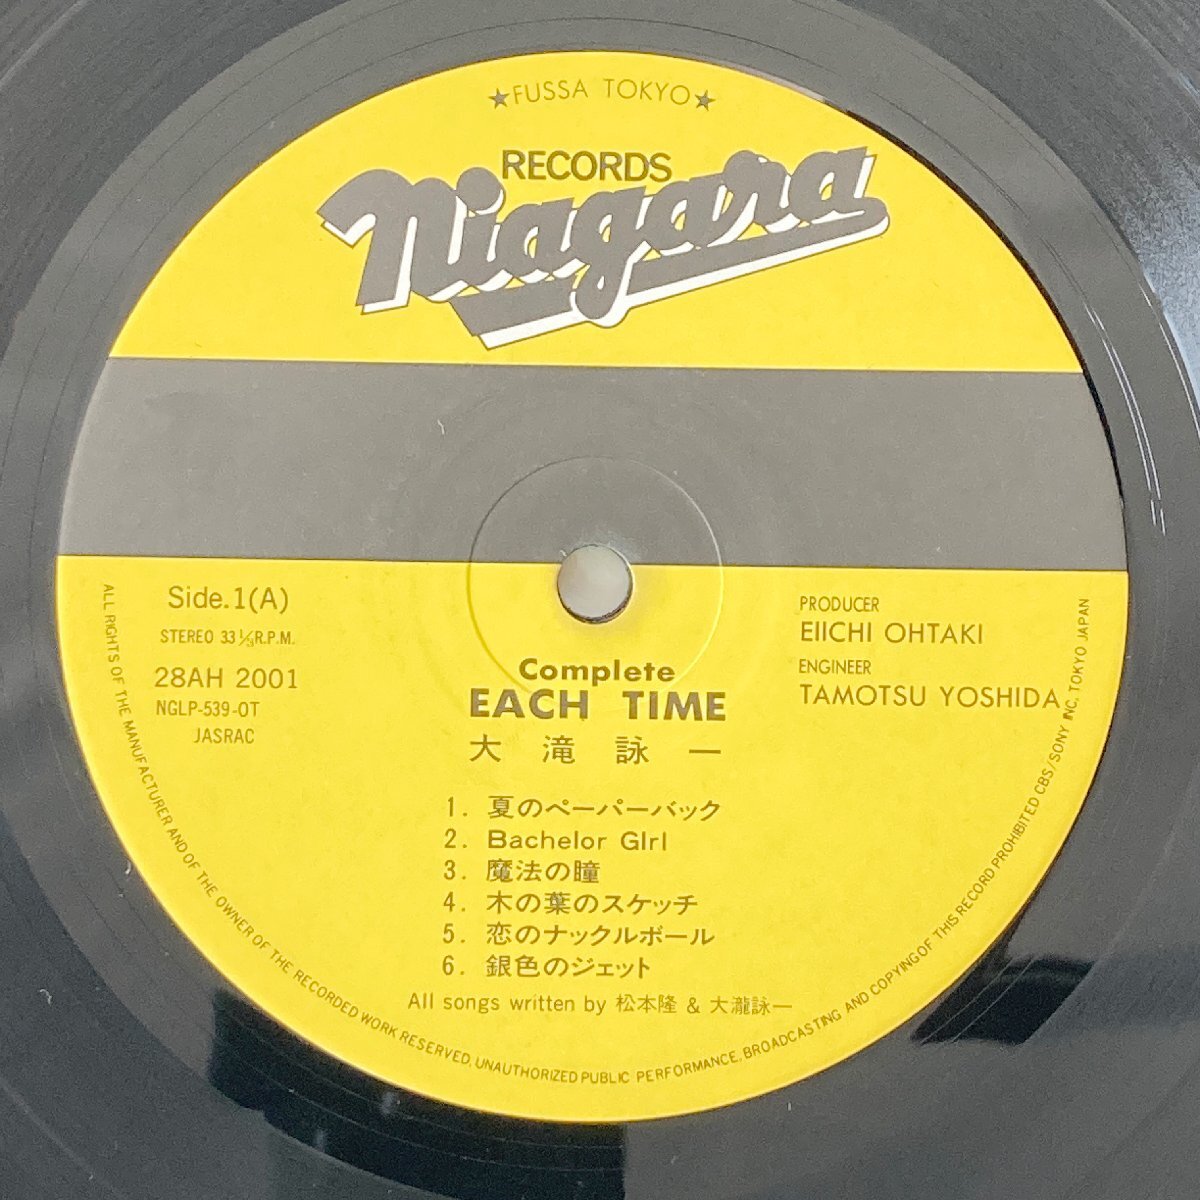 ★FUSSA TOKYO★
RECORDS
Niagara
Side.1(A)
STEREO 33⅓R.P.M.
28AH 2001
NGLP-539-OT
JASRAC
PRODUCER
EIICHI OHTAKI
ENGINEER
TAMOTSU YOSHIDA
Complete
EACH TIME
大滝詠一
1. 夏のペーパーバック
2. Bachelor GIrl
3. 魔法の瞳
4. 木の葉のスケッチ
5. 恋のナックルボール
6. 銀色のジェット
All songs written by 松本隆 & 大瀧詠一
ALL RIGHTS OF THE MANUFACTURER AND OF THE OWNER OF THE RECORDED WORK RESERVED. UNAUTHORIZED PUBLIC PERFORMANCE. BROADCASTING AND COPYING OF THIS RECORD PROHIBITED CBS/SONY INC. TOKYO JAPAN